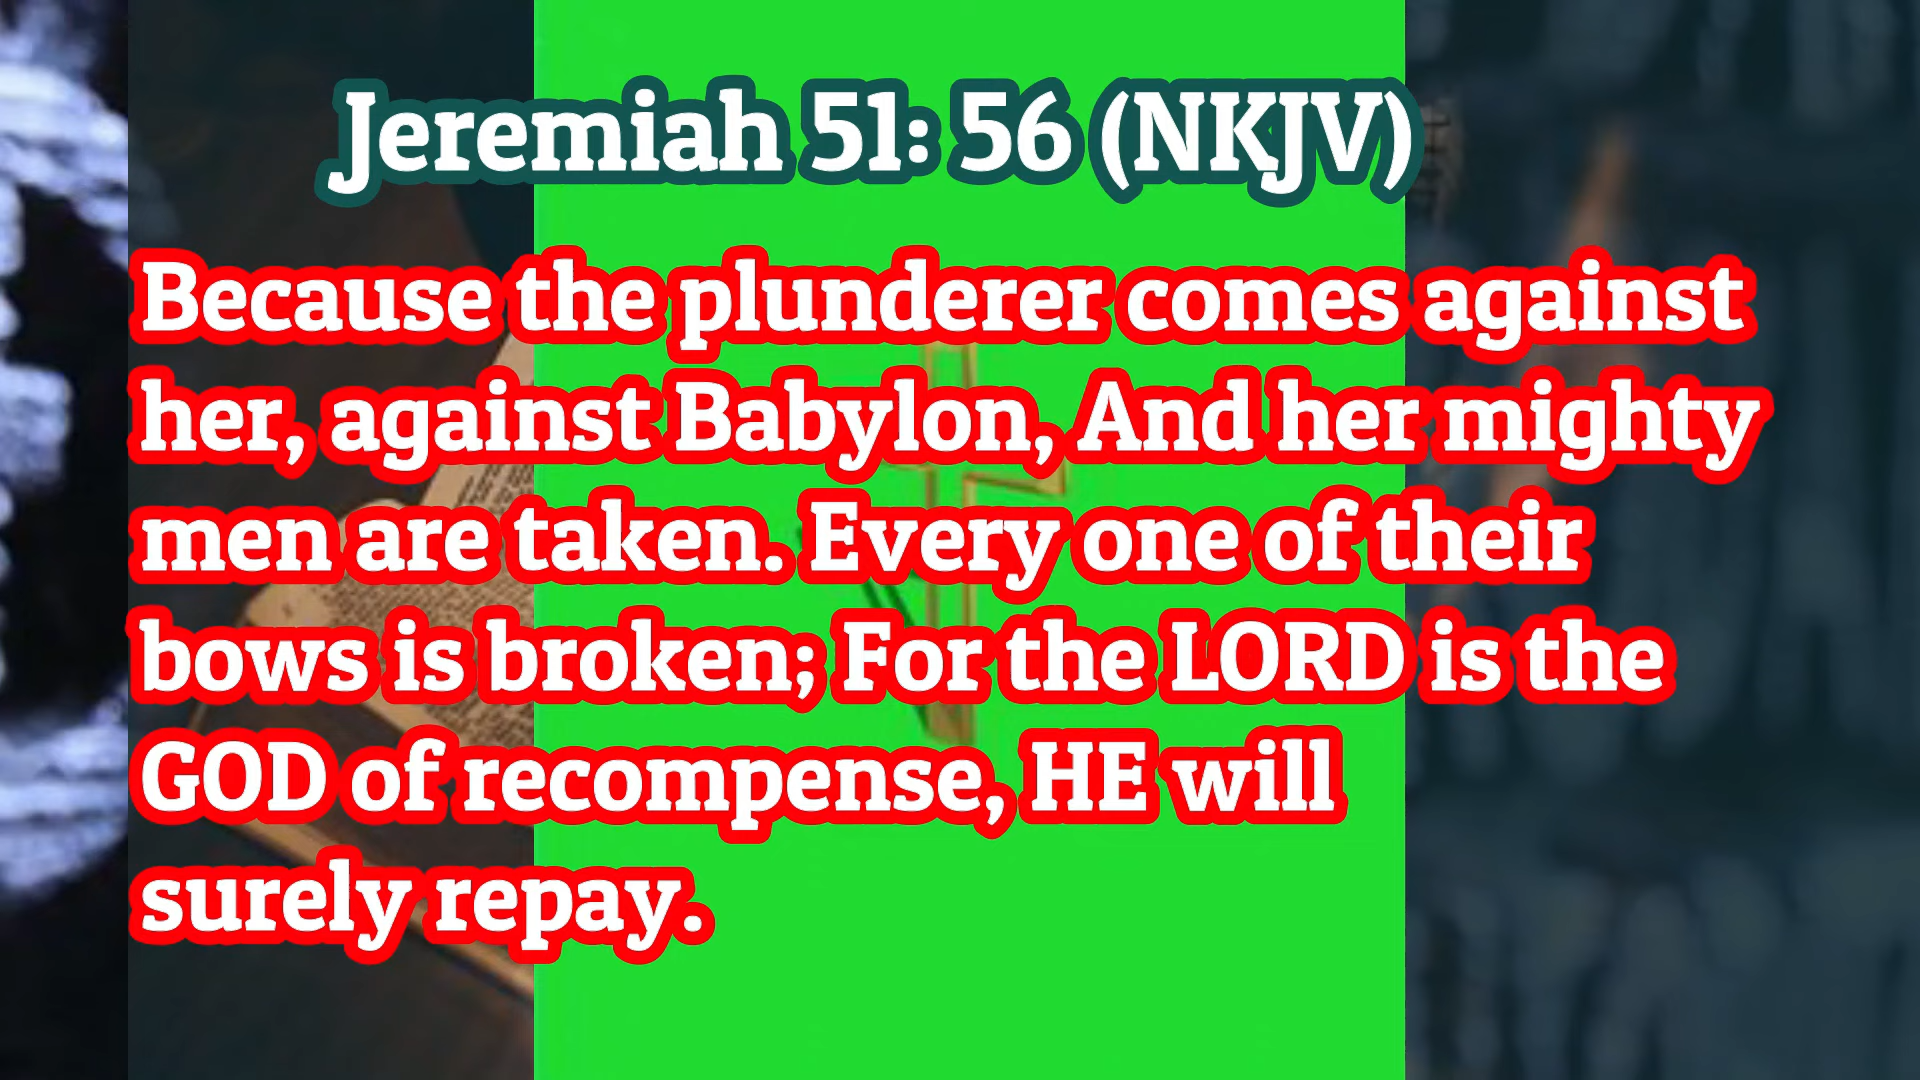 Jeremiah 51: 56 (NKJV)
Because the plunderer comes against
her, against Babylon, And her mighty
men are taken. Every one of their
bows is broken; For the LORD is the
GOD of recompense, HE will
surely repay.